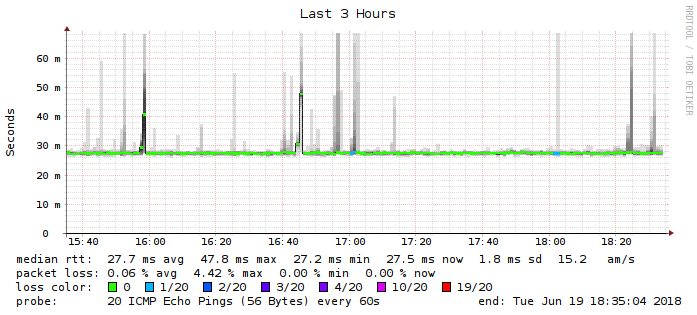 Last 3 Hours
RRDTOOL / TOBI OETIKER
Seconds
60 m
50 m
40 m
30 m
20 m
10 m
0
15:40 16:00 16:20 16:40 17:00 17:20 17:40 18:00 18:20
median rtt: 27.7 ms avg 47.8 ms max 27.2 ms min 27.5 ms now 1.8 ms sd 15.2 am/s
packet loss: 0.06 % avg 4.42 % max 0.00 % min 0.00 % now
loss color: 0 1/20 2/20 3/20 4/20 10/20 19/20
probe: 20 ICMP Echo Pings (56 Bytes) every 60s end: Tue Jun 19 18:35:04 2018